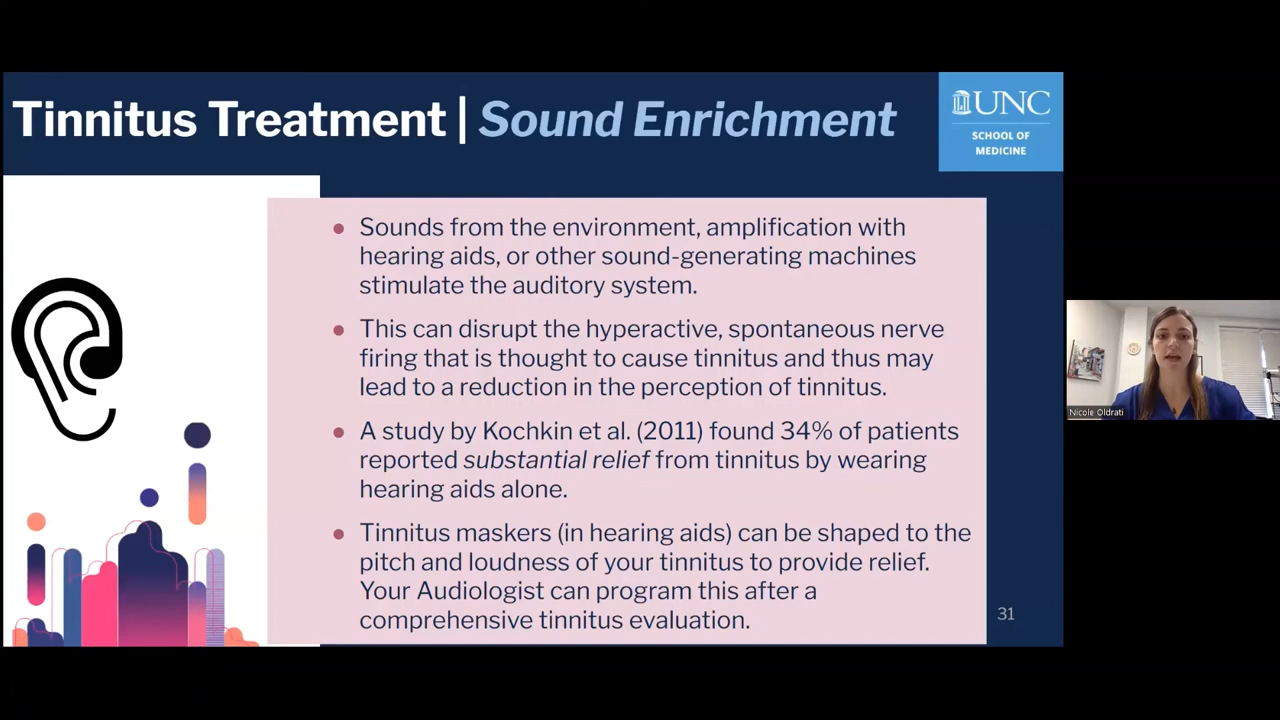 Tinnitus Treatment | Sound Enrichment
UNC
SCHOOL OF
MEDICINE
● Sounds from the environment, amplification with
hearing aids, or other sound-generating machines
stimulate the auditory system.
● This can disrupt the hyperactive, spontaneous nerve
firing that is thought to cause tinnitus and thus may
lead to a reduction in the perception of tinnitus.
● A study by Kochkin et al. (2011) found 34% of patients
reported substantial relief from tinnitus by wearing
hearing aids alone.
● Tinnitus maskers (in hearing aids) can be shaped to the
pitch and loudness of your tinnitus to provide relief.
Your Audiologist can program this after a
comprehensive tinnitus evaluation.
31
Nicole Oldrati